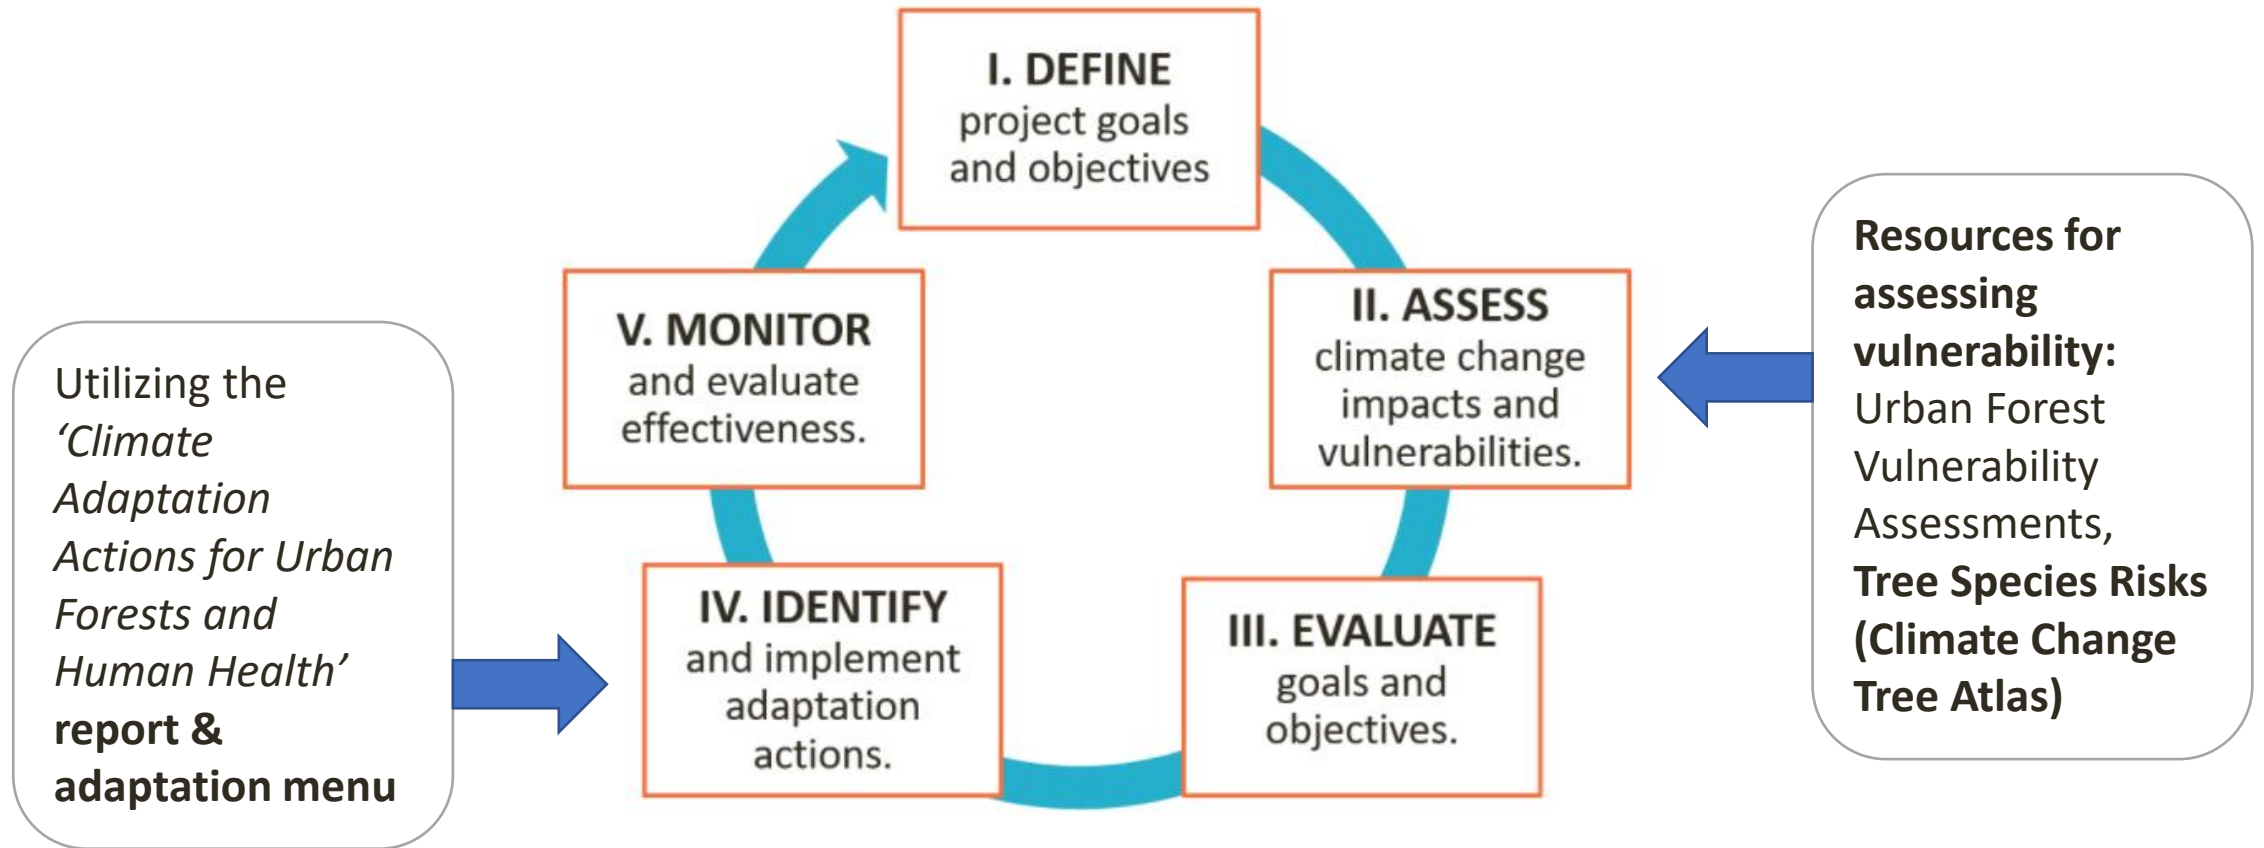 I. DEFINE
project goals
and objectives
II. ASSESS
climate change
impacts and
vulnerabilities.
III. EVALUATE
goals and
objectives.
IV. IDENTIFY
and implement
adaptation
actions.
V. MONITOR
and evaluate
effectiveness.
Utilizing the
‘Climate
Adaptation
Actions for Urban
Forests and
Human Health’
report &
adaptation menu
Resources for
assessing
vulnerability:
Urban Forest
Vulnerability
Assessments,
Tree Species Risks
(Climate Change
Tree Atlas)